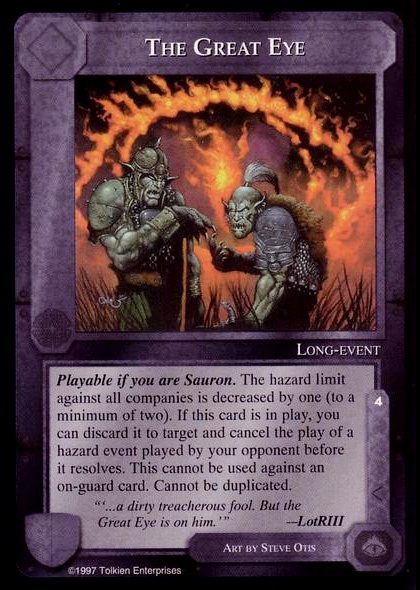 THE GREAT EYE
LONG-EVENT
Playable if you are Sauron. The hazard limit
against all companies is decreased by one (to a
minimum of two). If this card is in play, you
can discard it to target and cancel the play of a
hazard event played by your opponent before
it resolves. This cannot be used against an
on-guard card. Cannot be duplicated.
4
“‘...a dirty treacherous fool. But the
Great Eye is on him.’” —LotRIII
ART BY STEVE OTIS
©1997 Tolkien Enterprises